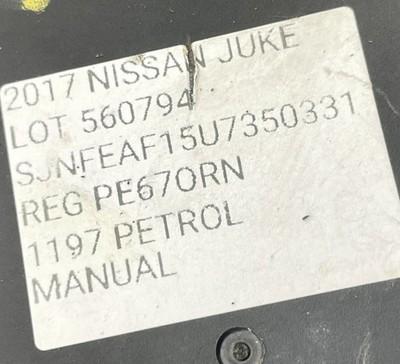 2017 NISSAN JUKE
LOT 560794
SJNFEAF15U7350331
REG PE67ORN
1197 PETROL
MANUAL